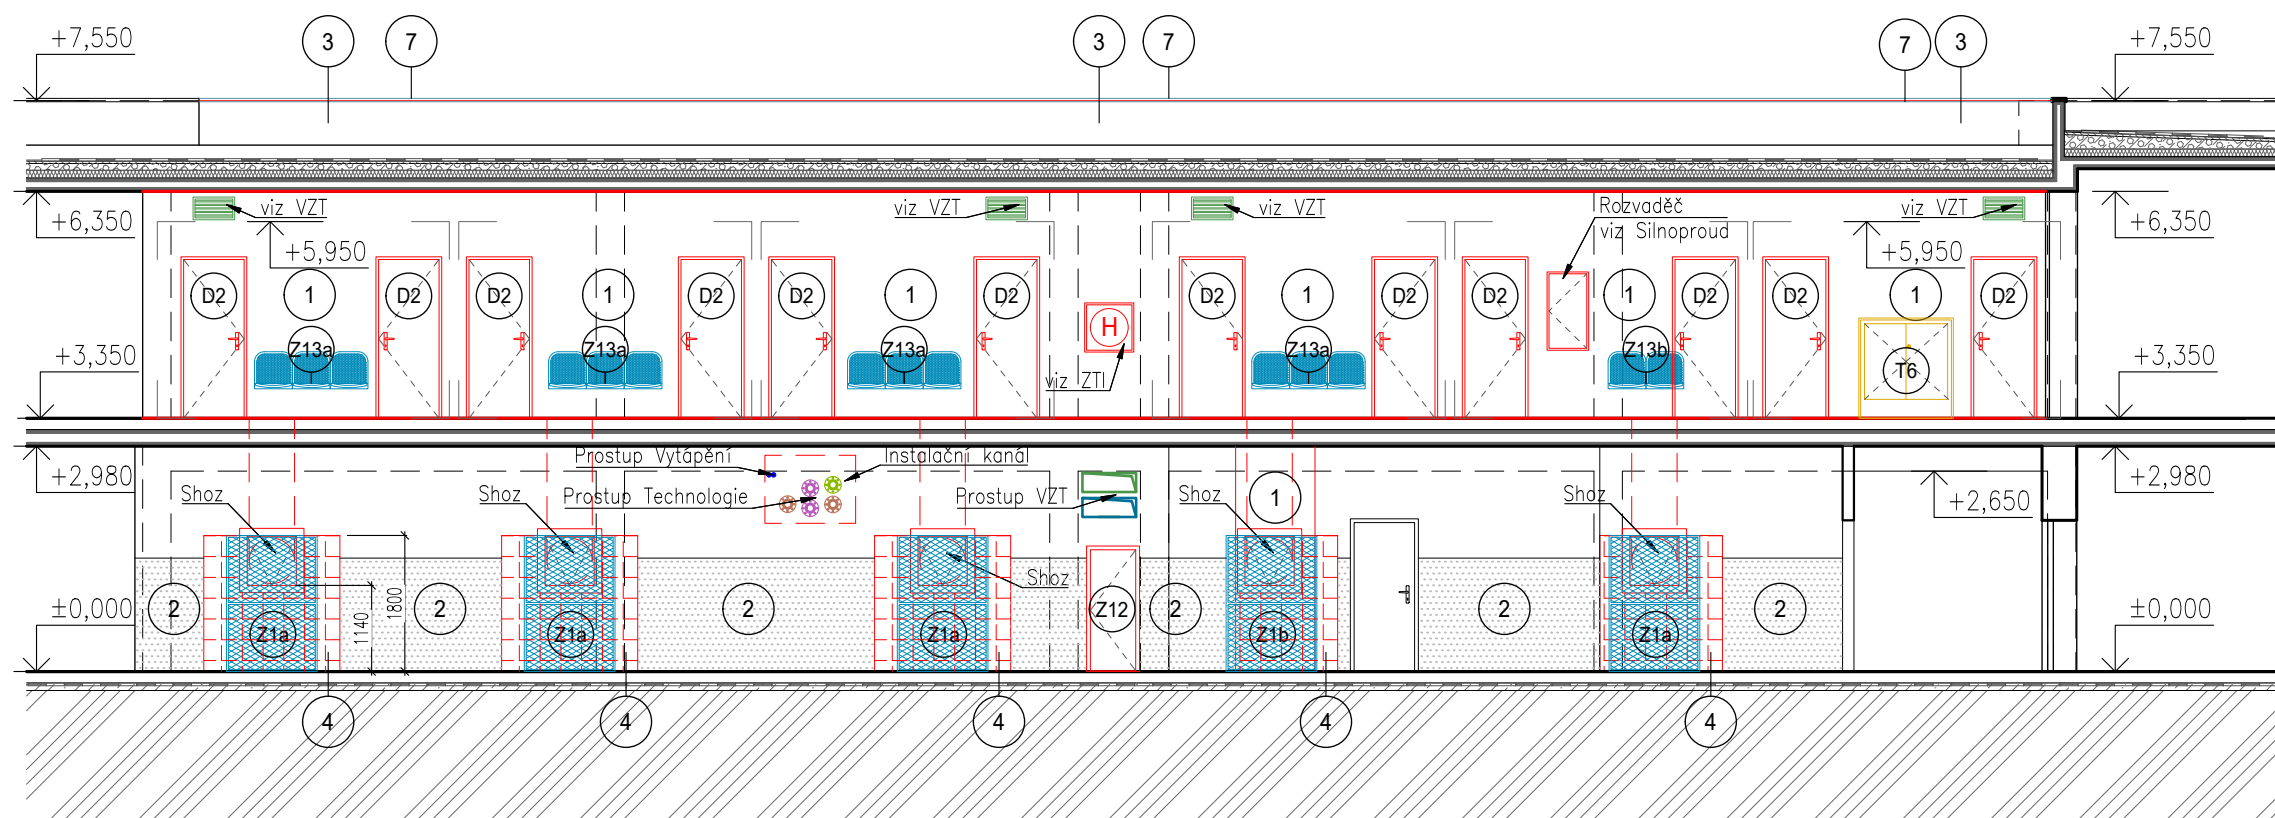 +7,550 3 7 3 7 7 3 +7,550
viz VZT viz VZT viz VZT Rozvaděč viz VZT
+6,350 viz Silnoproud +6,350
+5,950 +5,950
D2 1 D2 D2 1 D2 D2 1 D2 D2 1 D2 D2 1 D2 D2 1 D2
H
Z13a Z13a Z13a Z13a Z13b
+3,350 +3,350
viz ZTI T6
Prostup Vytápění Instalační kanál
+2,980 +2,980
Shoz Shoz Prostup Technologie Prostup VZT Shoz 1 Shoz +2,650
Shoz
±0,000 2 1140 1800 2 2 Z12 2 2 2 ±0,000
Z1a Z1a Z1a Z1b Z1a
4 4 4 4 4